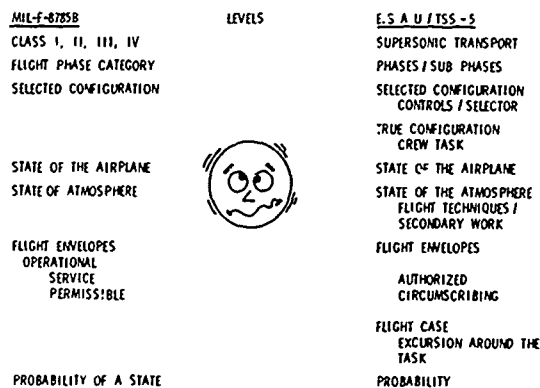 MIL-F-8785B
LEVELS
E.S A U / TSS - 5
CLASS I, II, III, IV
SUPERSONIC TRANSPORT
FLIGHT PHASE CATEGORY
PHASES / SUB PHASES
SELECTED CONFIGURATION
SELECTED CONFIGURATION
CONTROLS / SELECTOR
TRUE CONFIGURATION
CREW TASK
STATE OF THE AIRPLANE
STATE OF THE AIRPLANE
STATE OF ATMOSPHERE
STATE OF THE ATMOSPHERE
FLIGHT TECHNIQUES /
SECONDARY WORK
FLIGHT ENVELOPES
FLIGHT ENVELOPES
OPERATIONAL
SERVICE
AUTHORIZED
PERMISSIBLE
CIRCUMSCRIBING
FLIGHT CASE
EXCURSION AROUND THE
TASK
PROBABILITY OF A STATE
PROBABILITY